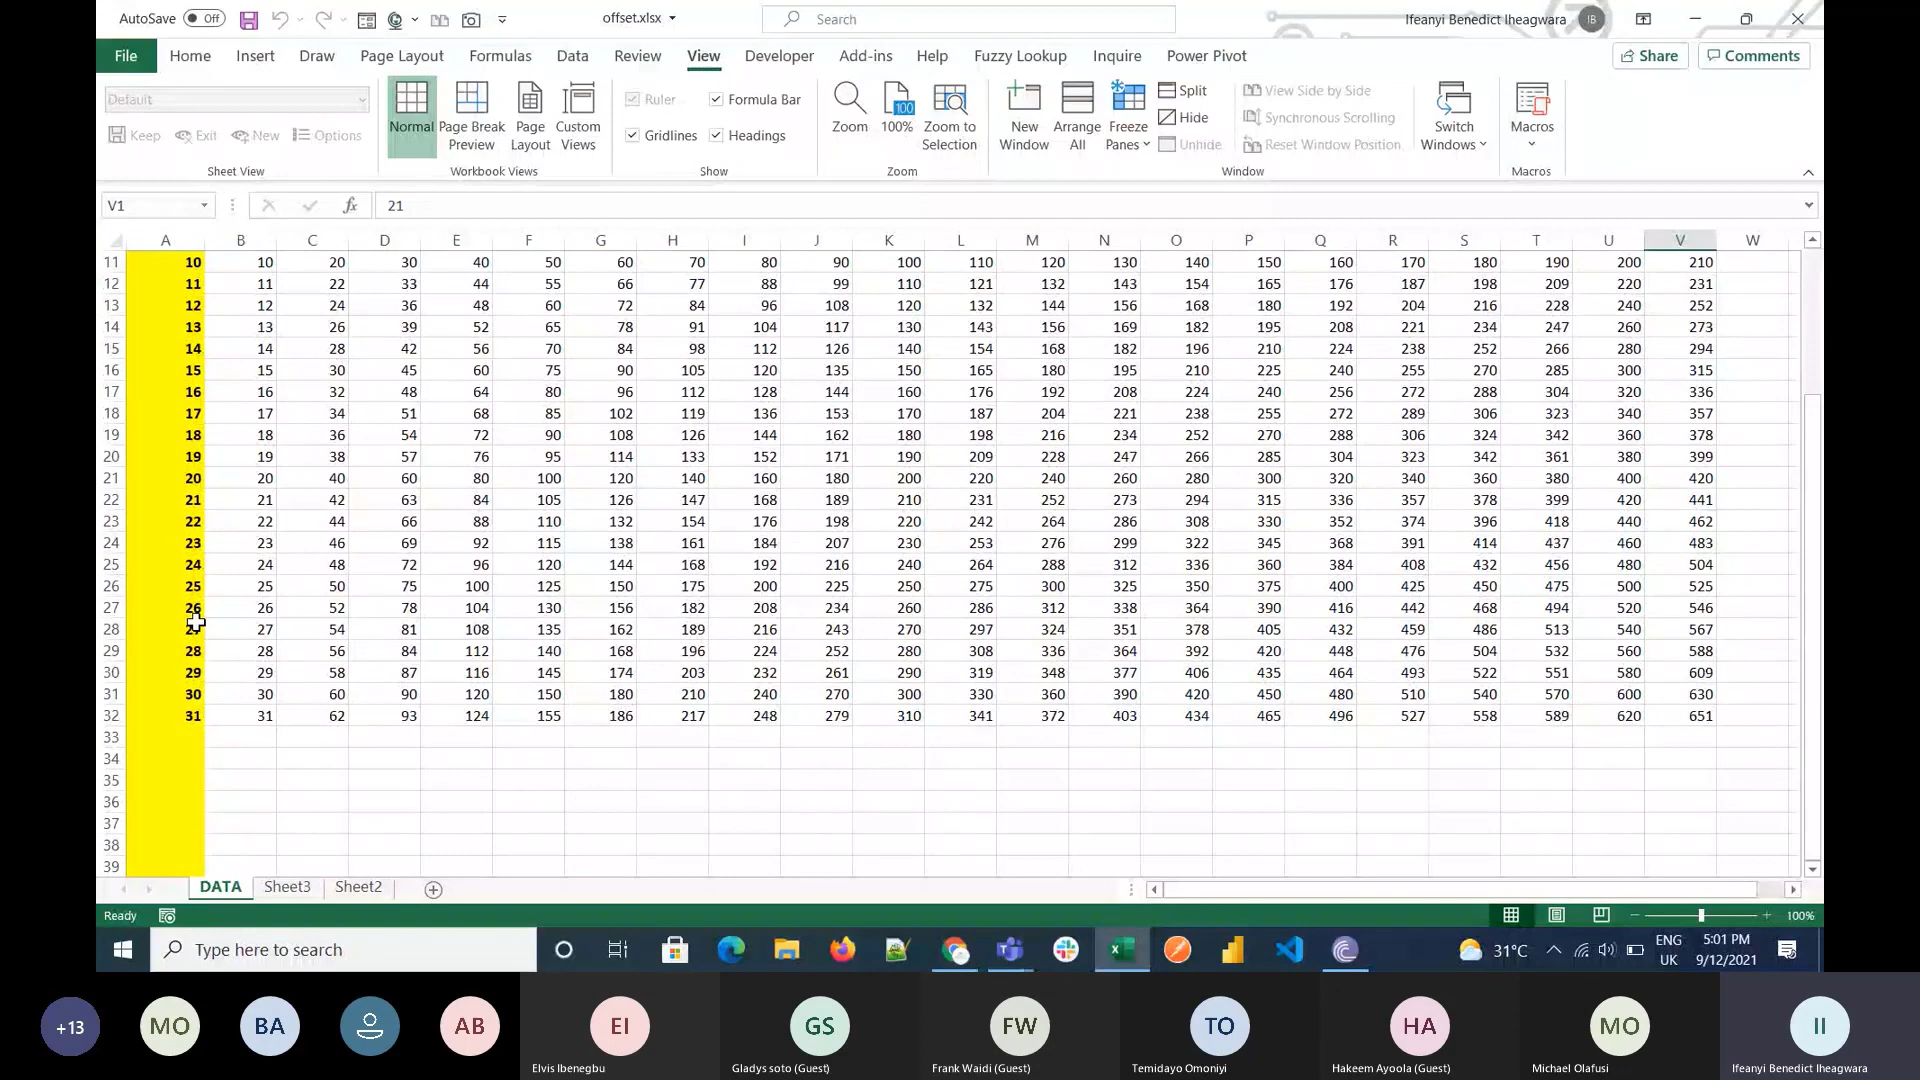 AutoSave Off offset.xlsx Search Ifeanyi Benedict Iheagwara IB
File Home Insert Draw Page Layout Formulas Data Review View Developer Add-ins Help Fuzzy Lookup Inquire Power Pivot Share Comments
Default Ruler Formula Bar Split View Side by Side
Keep Exit New Options Gridlines Headings Hide Synchronous Scrolling
Normal Page Break Preview Page Layout Custom Views Zoom 100 100% Zoom to Selection New Window Arrange All Freeze Panes Unhide Reset Window Position Switch Windows Macros
Sheet View Workbook Views Show Zoom Window Macros
V1 fx 21
A B C D E F G H I J K L M N O P Q R S T U V W
11 10 10 20 30 40 50 60 70 80 90 100 110 120 130 140 150 160 170 180 190 200 210
12 11 11 22 33 44 55 66 77 88 99 110 121 132 143 154 165 176 187 198 209 220 231
13 12 12 24 36 48 60 72 84 96 108 120 132 144 156 168 180 192 204 216 228 240 252
14 13 13 26 39 52 65 78 91 104 117 130 143 156 169 182 195 208 221 234 247 260 273
15 14 14 28 42 56 70 84 98 112 126 140 154 168 182 196 210 224 238 252 266 280 294
16 15 15 30 45 60 75 90 105 120 135 150 165 180 195 210 225 240 255 270 285 300 315
17 16 16 32 48 64 80 96 112 128 144 160 176 192 208 224 240 256 272 288 304 320 336
18 17 17 34 51 68 85 102 119 136 153 170 187 204 221 238 255 272 289 306 323 340 357
19 18 18 36 54 72 90 108 126 144 162 180 198 216 234 252 270 288 306 324 342 360 378
20 19 19 38 57 76 95 114 133 152 171 190 209 228 247 266 285 304 323 342 361 380 399
21 20 20 40 60 80 100 120 140 160 180 200 220 240 260 280 300 320 340 360 380 400 420
22 21 21 42 63 84 105 126 147 168 189 210 231 252 273 294 315 336 357 378 399 420 441
23 22 22 44 66 88 110 132 154 176 198 220 242 264 286 308 330 352 374 396 418 440 462
24 23 23 46 69 92 115 138 161 184 207 230 253 276 299 322 345 368 391 414 437 460 483
25 24 24 48 72 96 120 144 168 192 216 240 264 288 312 336 360 384 408 432 456 480 504
26 25 25 50 75 100 125 150 175 200 225 250 275 300 325 350 375 400 425 450 475 500 525
27 26 26 52 78 104 130 156 182 208 234 260 286 312 338 364 390 416 442 468 494 520 546
28 27 27 54 81 108 135 162 189 216 243 270 297 324 351 378 405 432 459 486 513 540 567
29 28 28 56 84 112 140 168 196 224 252 280 308 336 364 392 420 448 476 504 532 560 588
30 29 29 58 87 116 145 174 203 232 261 290 319 348 377 406 435 464 493 522 551 580 609
31 30 30 60 90 120 150 180 210 240 270 300 330 360 390 420 450 480 510 540 570 600 630
32 31 31 62 93 124 155 186 217 248 279 310 341 372 403 434 465 496 527 558 589 620 651
33
34
35
36
37
38
39
DATA Sheet3 Sheet2
Ready 100%
Type here to search 31°C ENG UK 5:01 PM 9/12/2021
+13 MO BA AB EI GS FW TO HA MO II
Elvis Ibenegbu Gladys soto (Guest) Frank Waidi (Guest) Temidayo Omoniyi Hakeem Ayoola (Guest) Michael Olafusi Ifeanyi Benedict Iheagwara